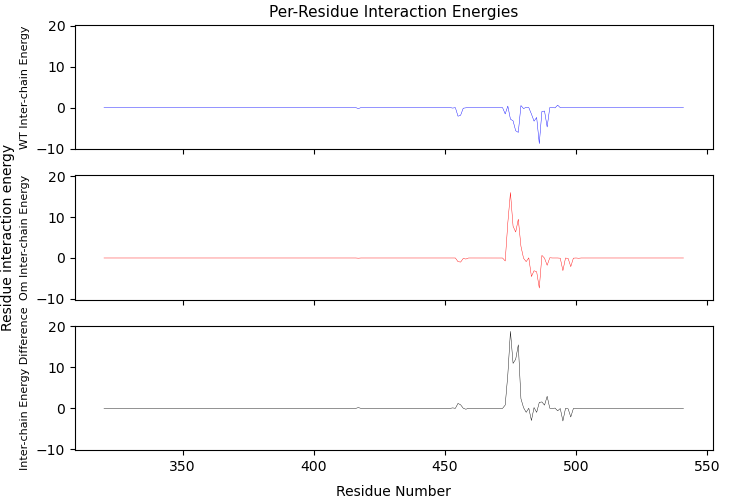 Per-Residue Interaction Energies
Residue interaction energy
WT Inter-chain Energy
20
10
0
−10
Om Inter-chain Energy
20
10
0
−10
Inter-chain Energy Difference
20
10
0
−10
350 400 450 500 550
Residue Number